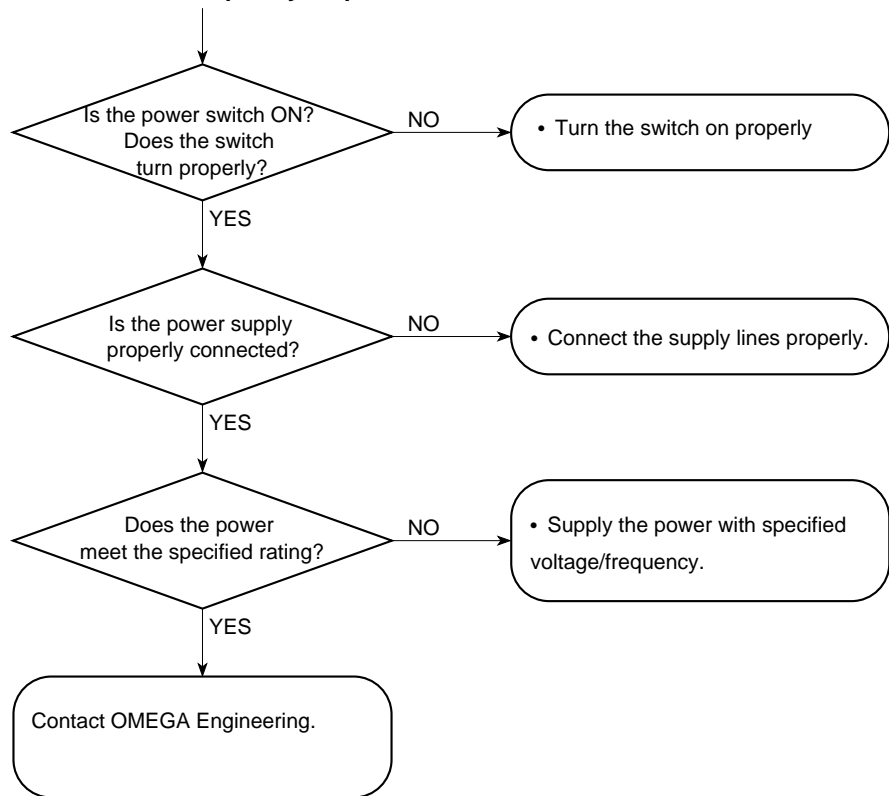 Is the power switch ON?
Does the switch
turn properly?
NO
• Turn the switch on properly
YES
Is the power supply
properly connected?
NO
• Connect the supply lines properly.
YES
Does the power
meet the specified rating?
NO
• Supply the power with specified
voltage/frequency.
YES
Contact OMEGA Engineering.